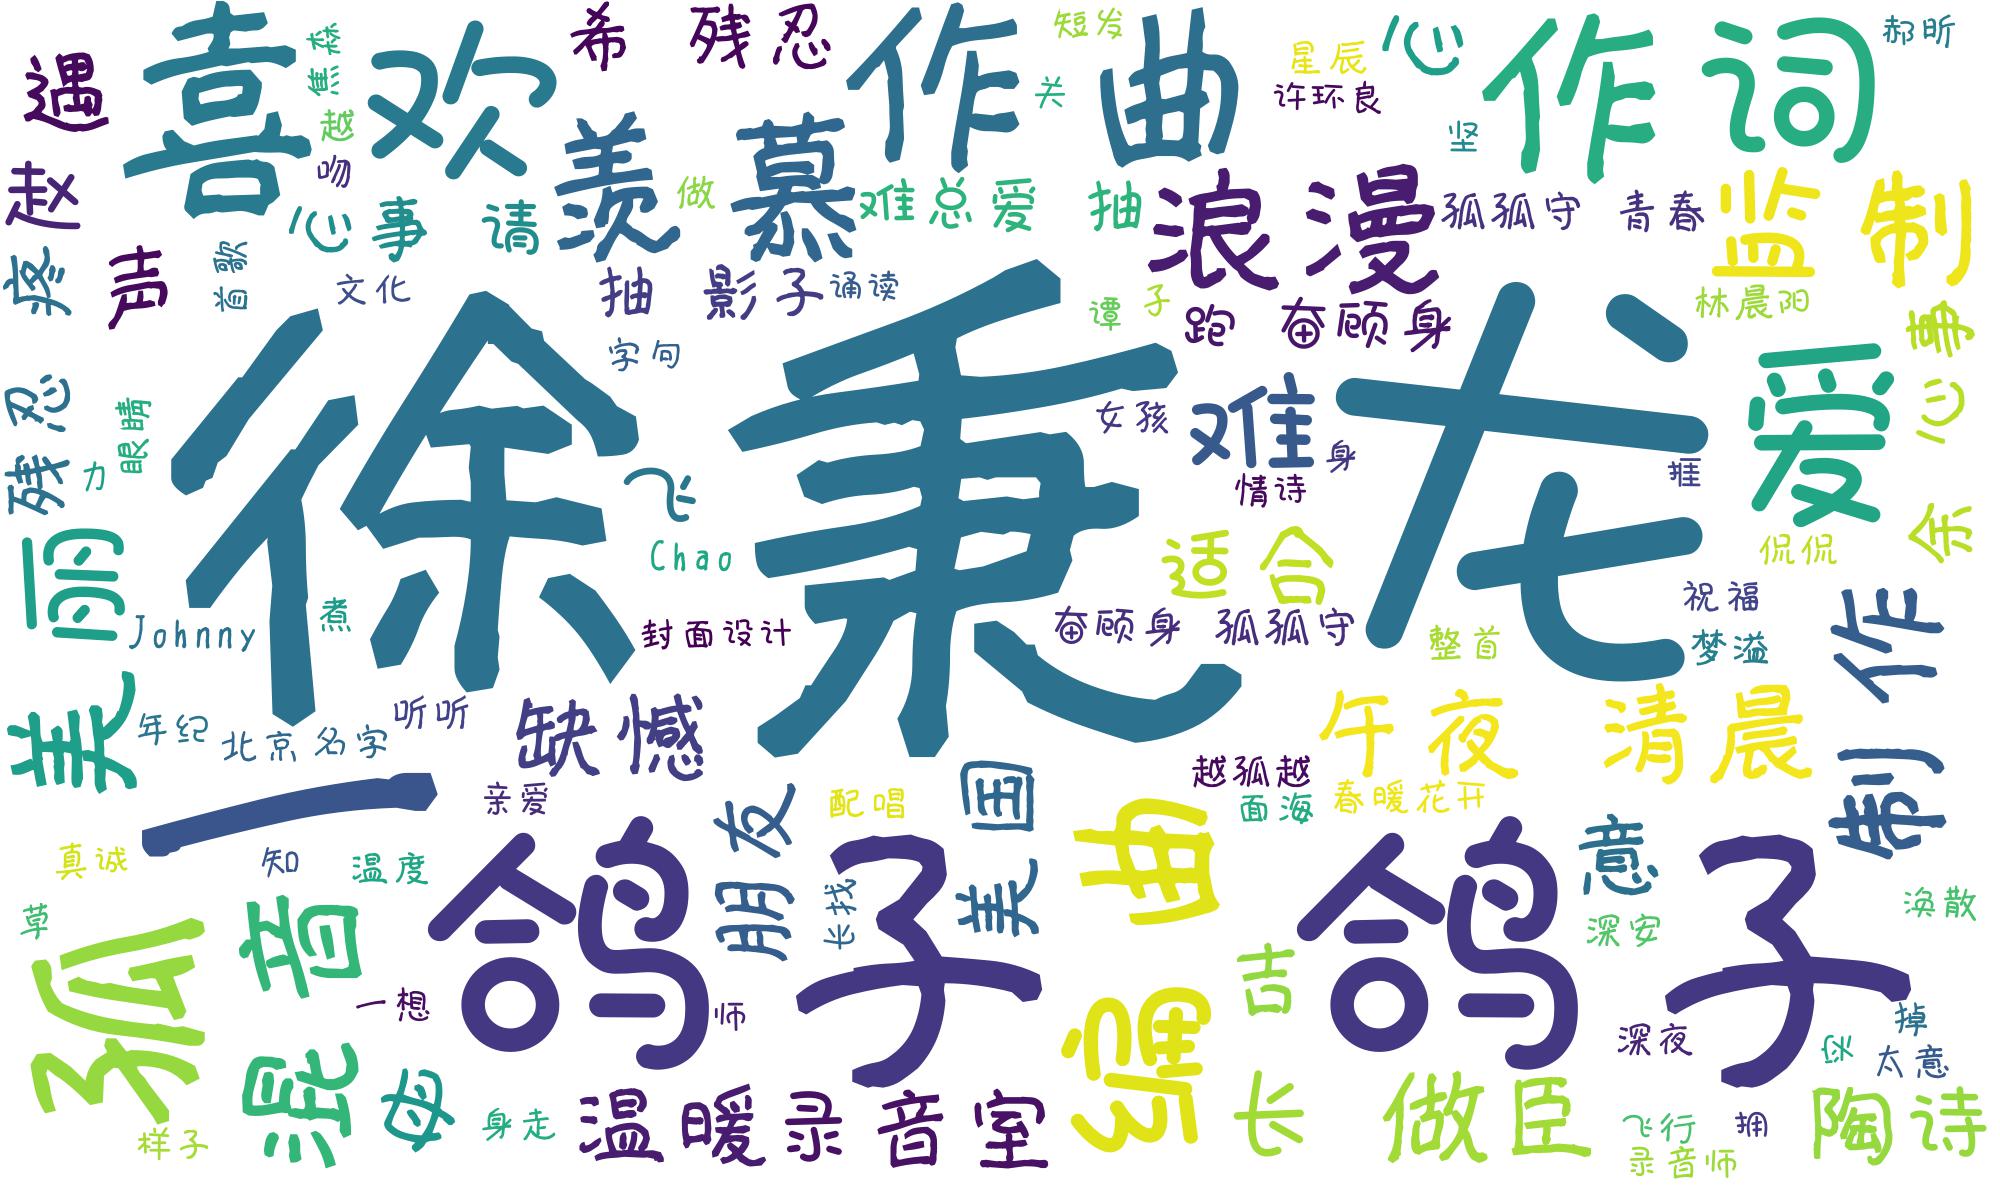 遇
喜欢
焦淼
希
残忍
作曲
短发
关
星辰
许环良
心
坚
作词
郝昕
赵
越
吻
羡慕
做
难总爱
抽
浪漫
孤孤守
青春
监制
疼
声
首歌
心事
请
文化
抽
影子
诵读
谭
子
跑
奋顾身
林晨阳
心事
字句
徐秉龙
残忍
力
眼睛
飞
女孩
难
身
情诗
爱
捱
侃侃
余
美丽
Chao
适合
Johnny
煮
封面设计
奋顾身
孤孤守
整首
祝福
梦溢
制作
年纪
北京
名字
听听
缺憾
午夜
清晨
越孤越
面海
春暖花开
一
亲爱
朋友
配唱
美国
毋
真诚
知
温度
鸽子
长找
鸽子
意
深安
涣散
草
孤
混音
一想
师
吉
深夜
掉
太意
母
身走
温暖录音室
长
做臣
飞行
录音师
拥
陶诗
样子